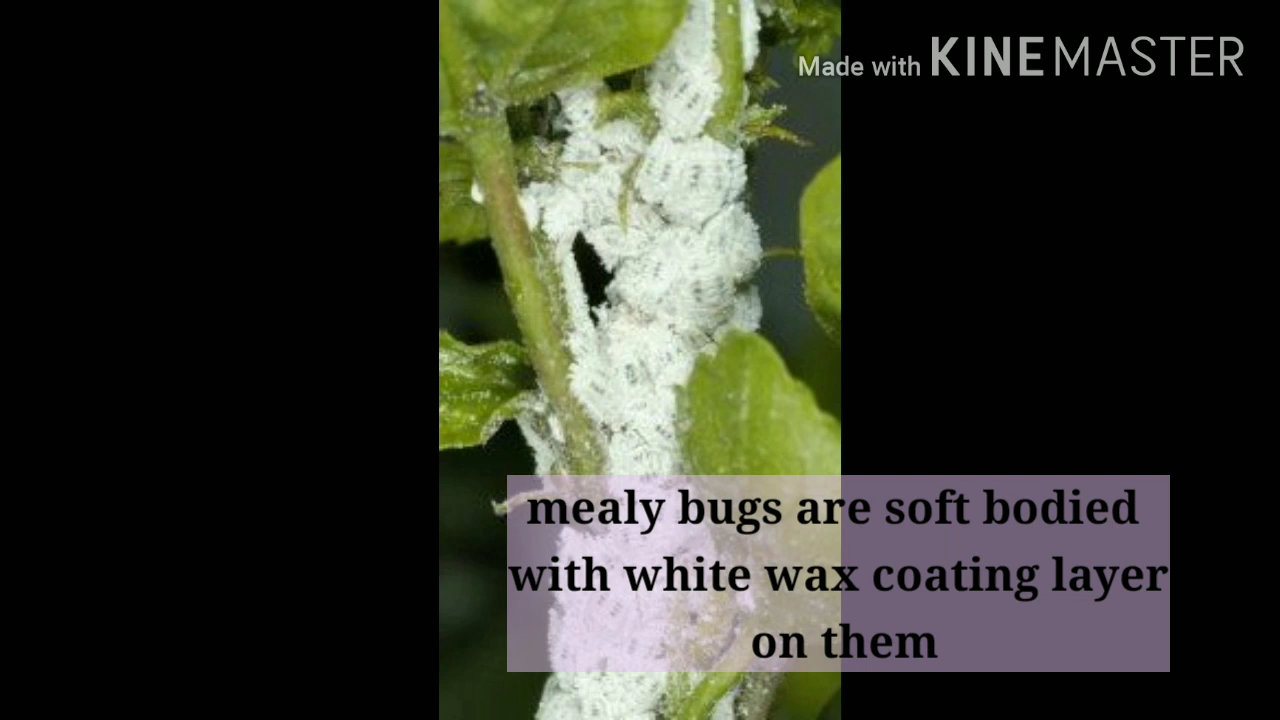 Made with KINEMASTER
mealy bugs are soft bodied
with white wax coating layer
on them